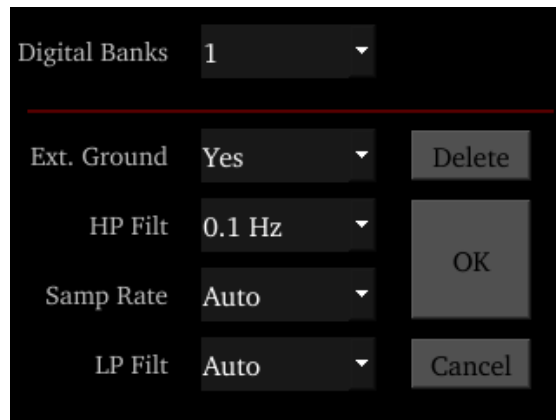 Digital Banks 1
Ext. Ground Yes Delete
HP Filt 0.1 Hz
OK
Samp Rate Auto
LP Filt Auto Cancel